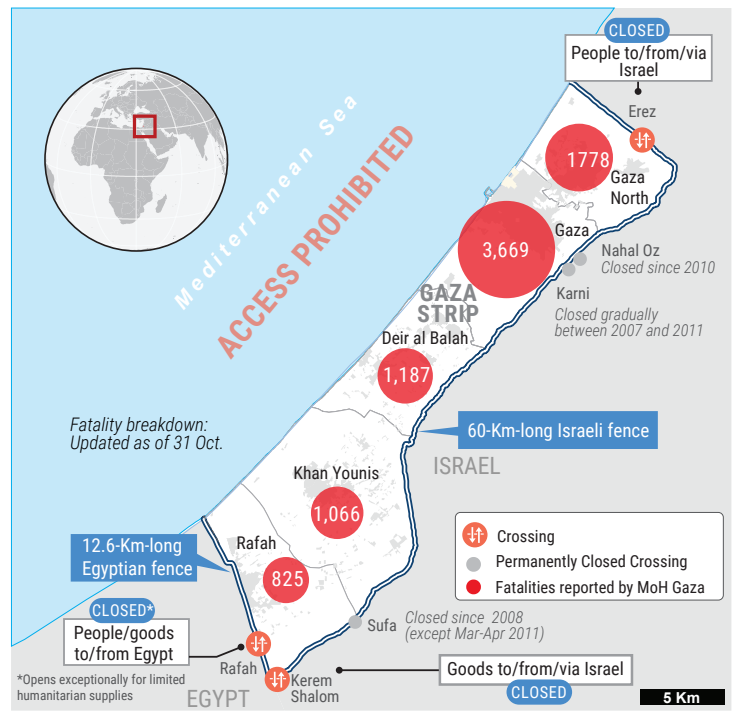 CLOSED
People to/from/via
Israel
Erez
1778
Gaza
North
Mediterranean Sea
ACCESS PROHIBITED
3,669
Gaza
Nahal Oz
Closed since 2010
Karni
Closed gradually
between 2007 and 2011
GAZA
STRIP
Deir al Balah
1,187
Fatality breakdown:
Updated as of 31 Oct.
60-Km-long Israeli fence
ISRAEL
Khan Younis
1,066
12.6-Km-long
Egyptian fence
Rafah
825
Crossing
Permanently Closed Crossing
Fatalities reported by MoH Gaza
CLOSED*
People/goods
to/from Egypt
Sufa
Closed since 2008
(except Mar-Apr 2011)
Rafah
*Opens exceptionally for limited
humanitarian supplies
EGYPT
Kerem
Shalom
Goods to/from/via Israel
CLOSED
5 Km